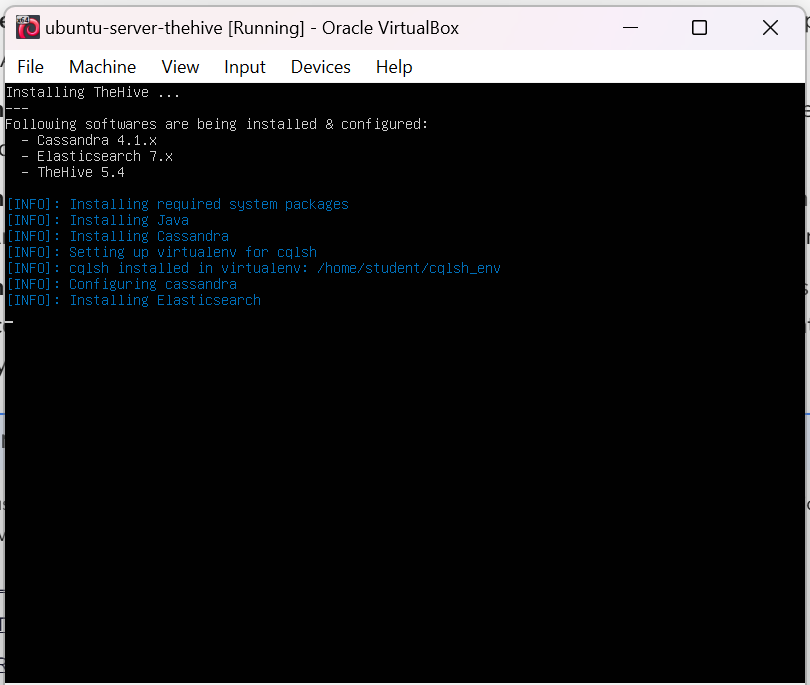 ubuntu-server-thehive [Running] - Oracle VirtualBox
File Machine View Input Devices Help
Installing TheHive ...
---
Following softwares are being installed & configured:
- Cassandra 4.1.x
- Elasticsearch 7.x
- TheHive 5.4
[INFO]: Installing required system packages
[INFO]: Installing Java
[INFO]: Installing Cassandra
[INFO]: Setting up virtualenv for cqlsh
[INFO]: cqlsh installed in virtualenv: /home/student/cqlsh_env
[INFO]: Configuring cassandra
[INFO]: Installing Elasticsearch